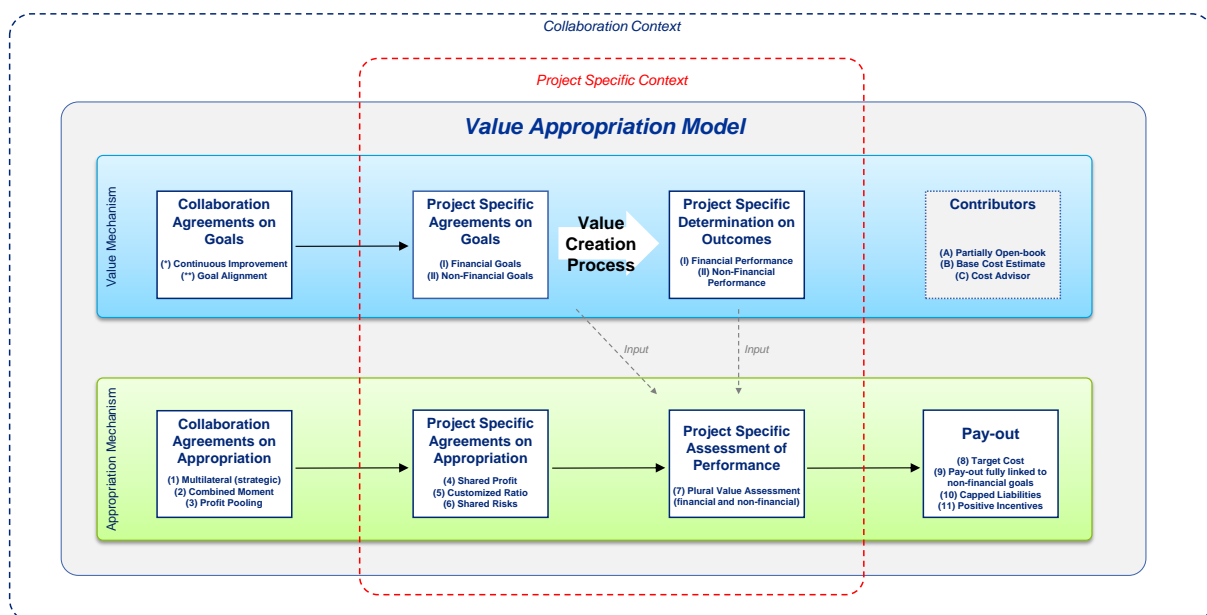 Collaboration Context
Project Specific Context
Value Appropriation Model
Value Mechanism
Collaboration
Agreements on
Goals
(*) Continuous Improvement
(**) Goal Alignment
Project Specific
Agreements on
Goals
(I) Financial Goals
(II) Non-Financial Goals
Value
Creation
Process
Project Specific
Determination on
Outcomes
(I) Financial Performance
(II) Non-Financial
Performance
Contributors
(A) Partially Open-book
(B) Base Cost Estimate
(C) Cost Advisor
Input
Input
Appropriation Mechanism
Collaboration
Agreements on
Appropriation
(1) Multilateral (strategic)
(2) Combined Moment
(3) Profit Pooling
Project Specific
Agreements on
Appropriation
(4) Shared Profit
(5) Customized Ratio
(6) Shared Risks
Project Specific
Assessment of
Performance
(7) Plural Value Assessment
(financial and non-financial)
Pay-out
(8) Target Cost
(9) Pay-out fully linked to
non-financial goals
(10) Capped Liabilities
(11) Positive Incentives